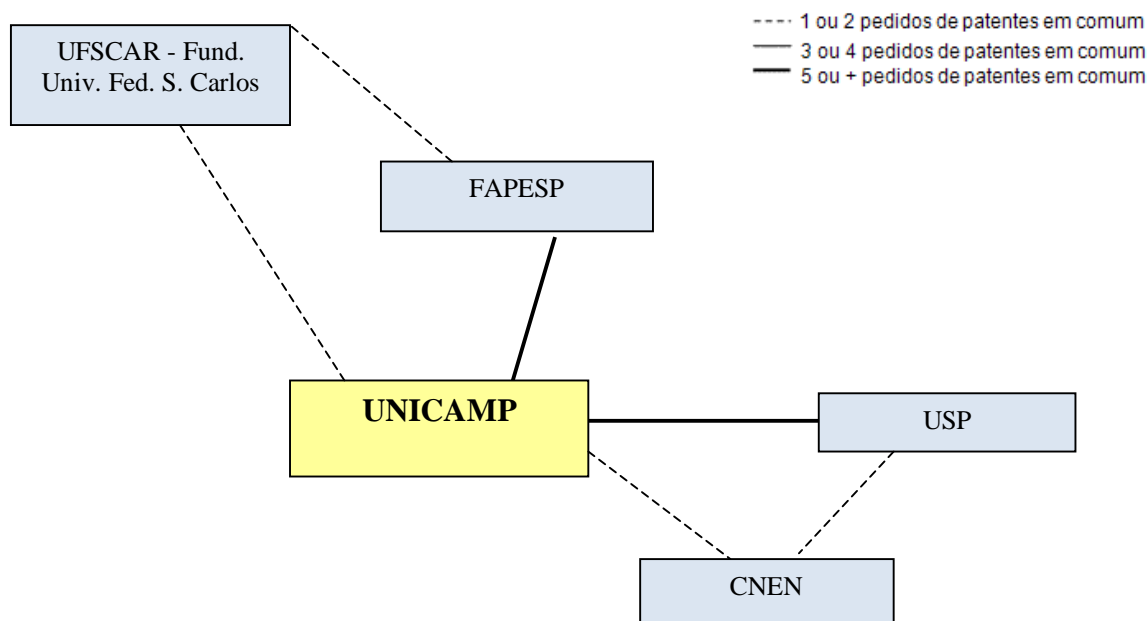 1 ou 2 pedidos de patentes em comum
3 ou 4 pedidos de patentes em comum
5 ou + pedidos de patentes em comum
UFSCAR - Fund.
Univ. Fed. S. Carlos
FAPESP
UNICAMP
USP
CNEN